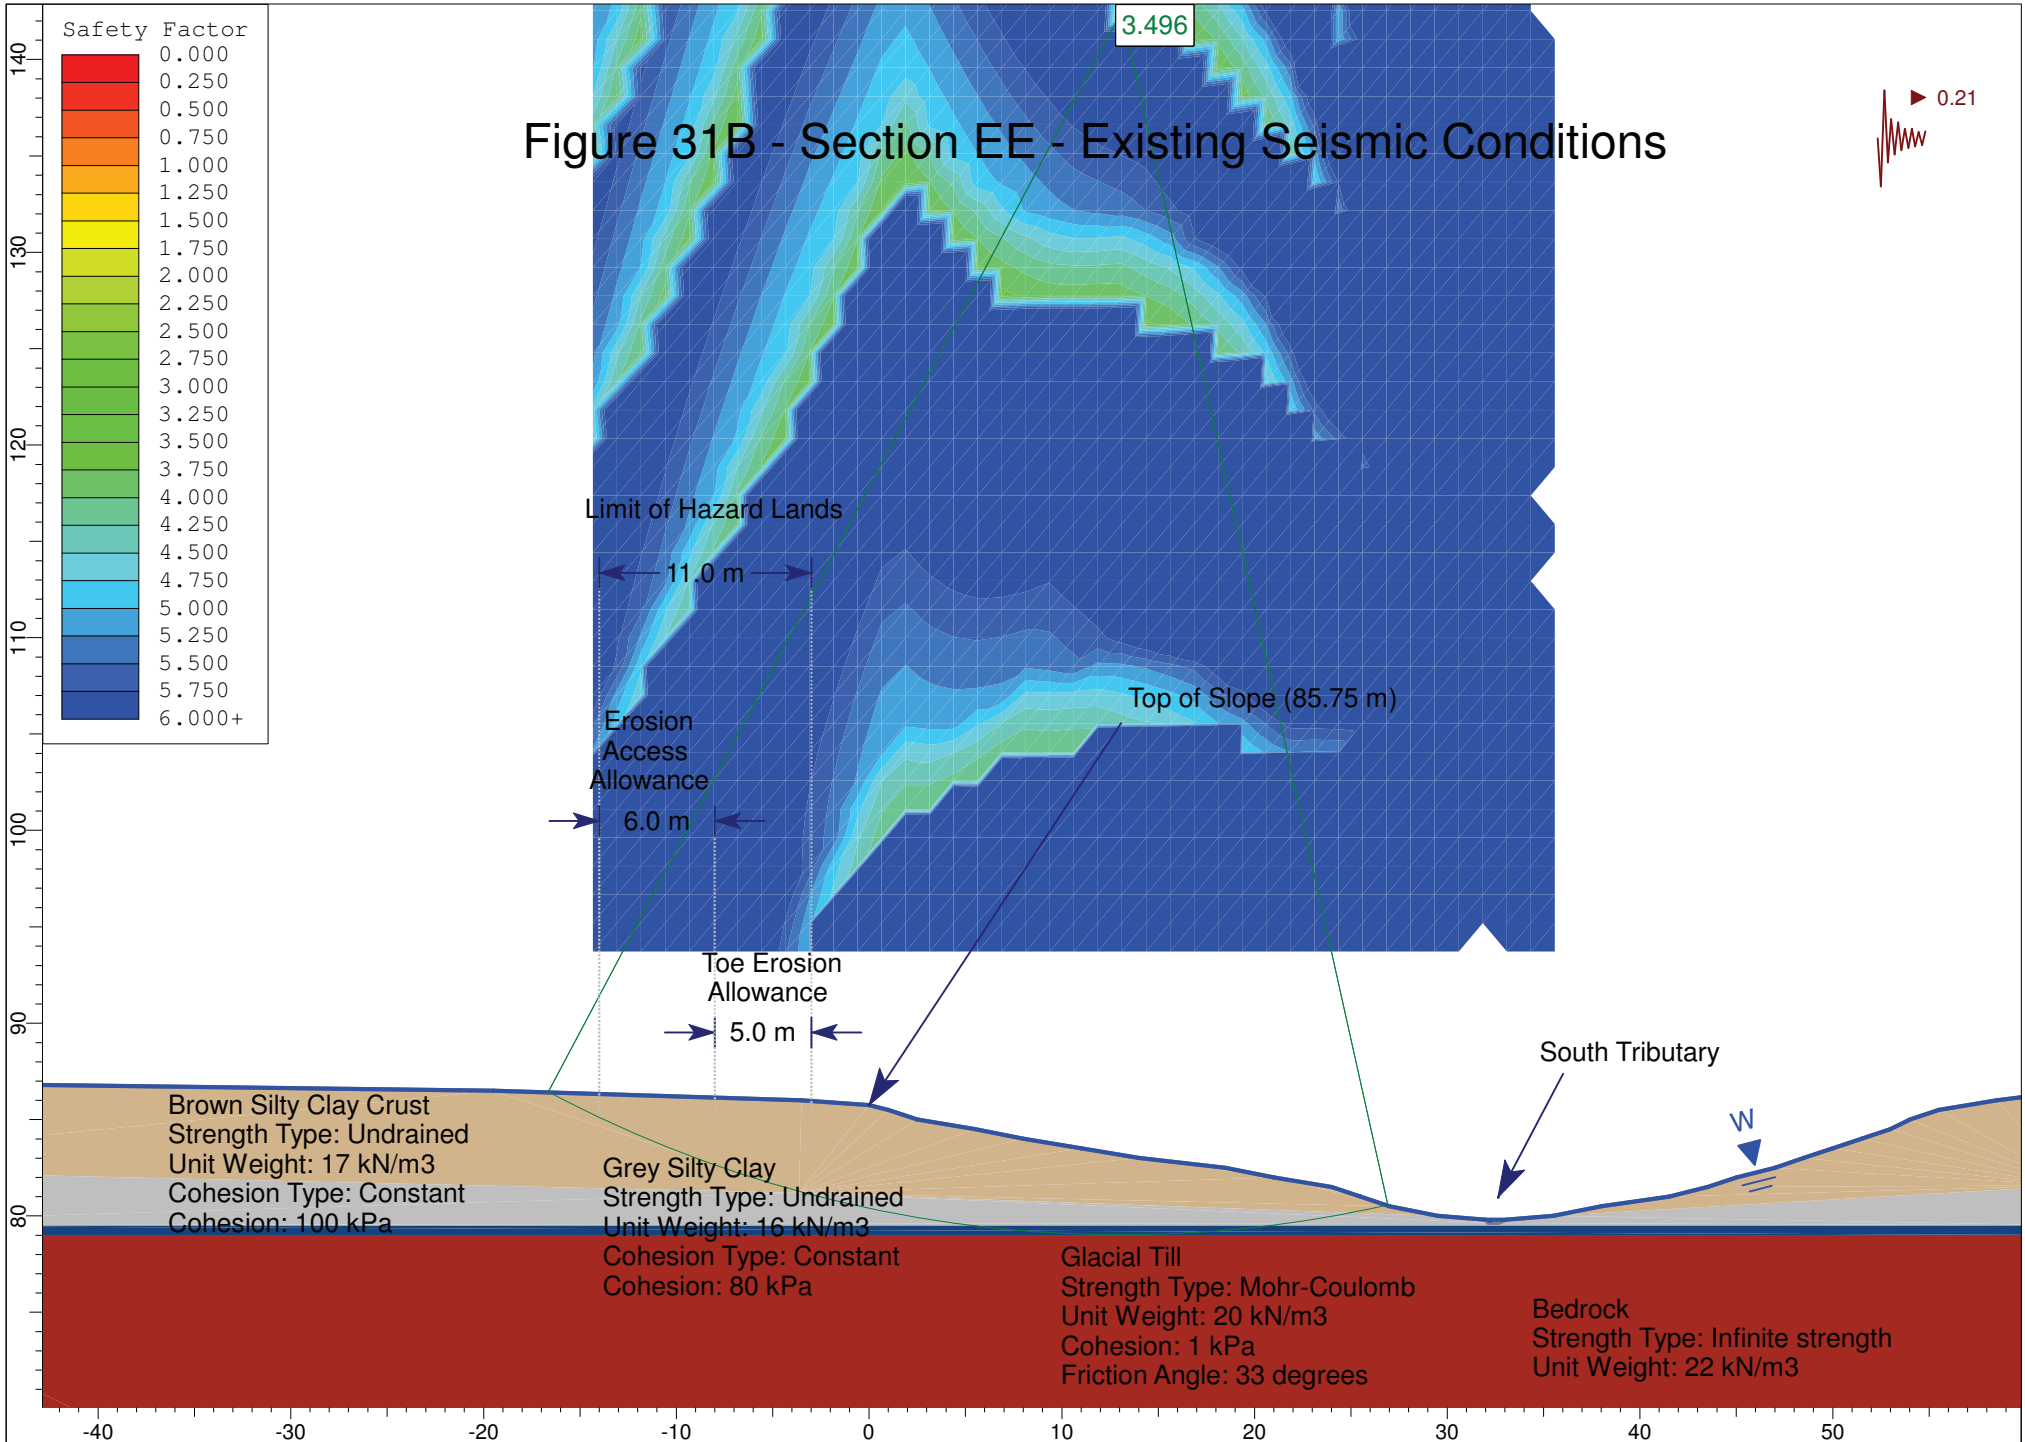 Safety Factor
0.000
0.250
0.500
0.750
1.000
1.250
1.500
1.750
2.000
2.250
2.500
2.750
3.000
3.250
3.500
3.750
4.000
4.250
4.500
4.750
5.000
5.250
5.500
5.750
6.000+
3.496
0.21
Figure 31B - Section EE - Existing Seismic Conditions
Limit of Hazard Lands
11.0 m
Erosion
Access
Allowance
6.0 m
Top of Slope (85.75 m)
Toe Erosion
Allowance
5.0 m
South Tributary
W
Brown Silty Clay Crust
Strength Type: Undrained
Unit Weight: 17 kN/m3
Cohesion Type: Constant
Cohesion: 100 kPa
Grey Silty Clay
Strength Type: Undrained
Unit Weight: 16 kN/m3
Cohesion Type: Constant
Cohesion: 80 kPa
Glacial Till
Strength Type: Mohr-Coulomb
Unit Weight: 20 kN/m3
Cohesion: 1 kPa
Friction Angle: 33 degrees
Bedrock
Strength Type: Infinite strength
Unit Weight: 22 kN/m3
140
130
120
110
100
90
80
-40
-30
-20
-10
0
10
20
30
40
50